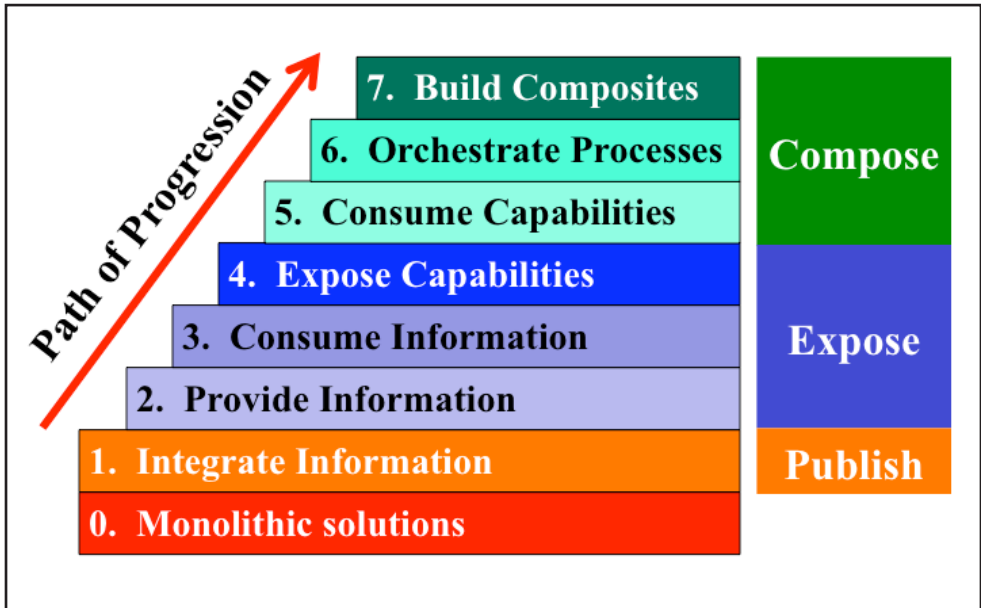 Path of Progression
7. Build Composites
6. Orchestrate Processes
5. Consume Capabilities
4. Expose Capabilities
3. Consume Information
2. Provide Information
1. Integrate Information
0. Monolithic solutions
Compose
Expose
Publish